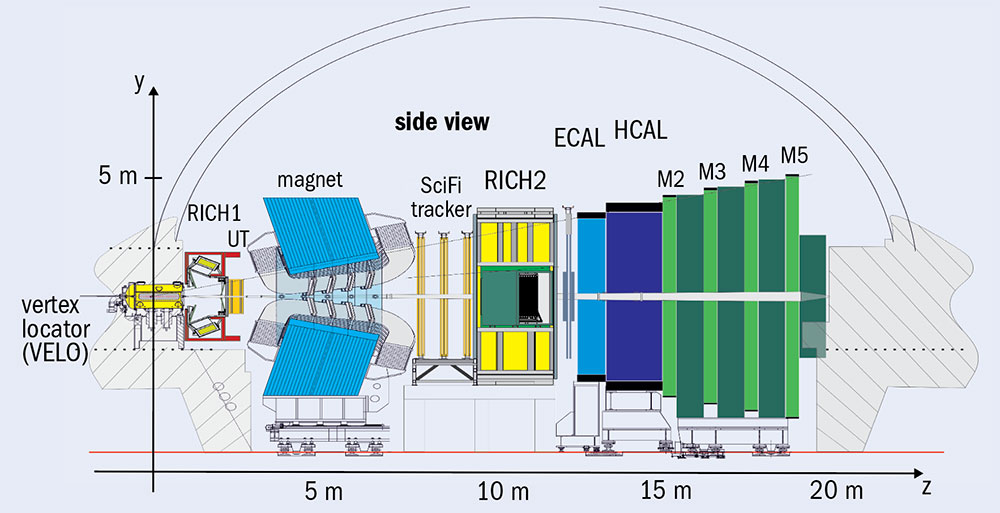 y
side view
ECAL
HCAL
5 m
magnet
SciFi
tracker
RICH2
M2
M3
M4
M5
RICH1
UT
vertex
locator
(VELO)
5 m
10 m
15 m
20 m
z